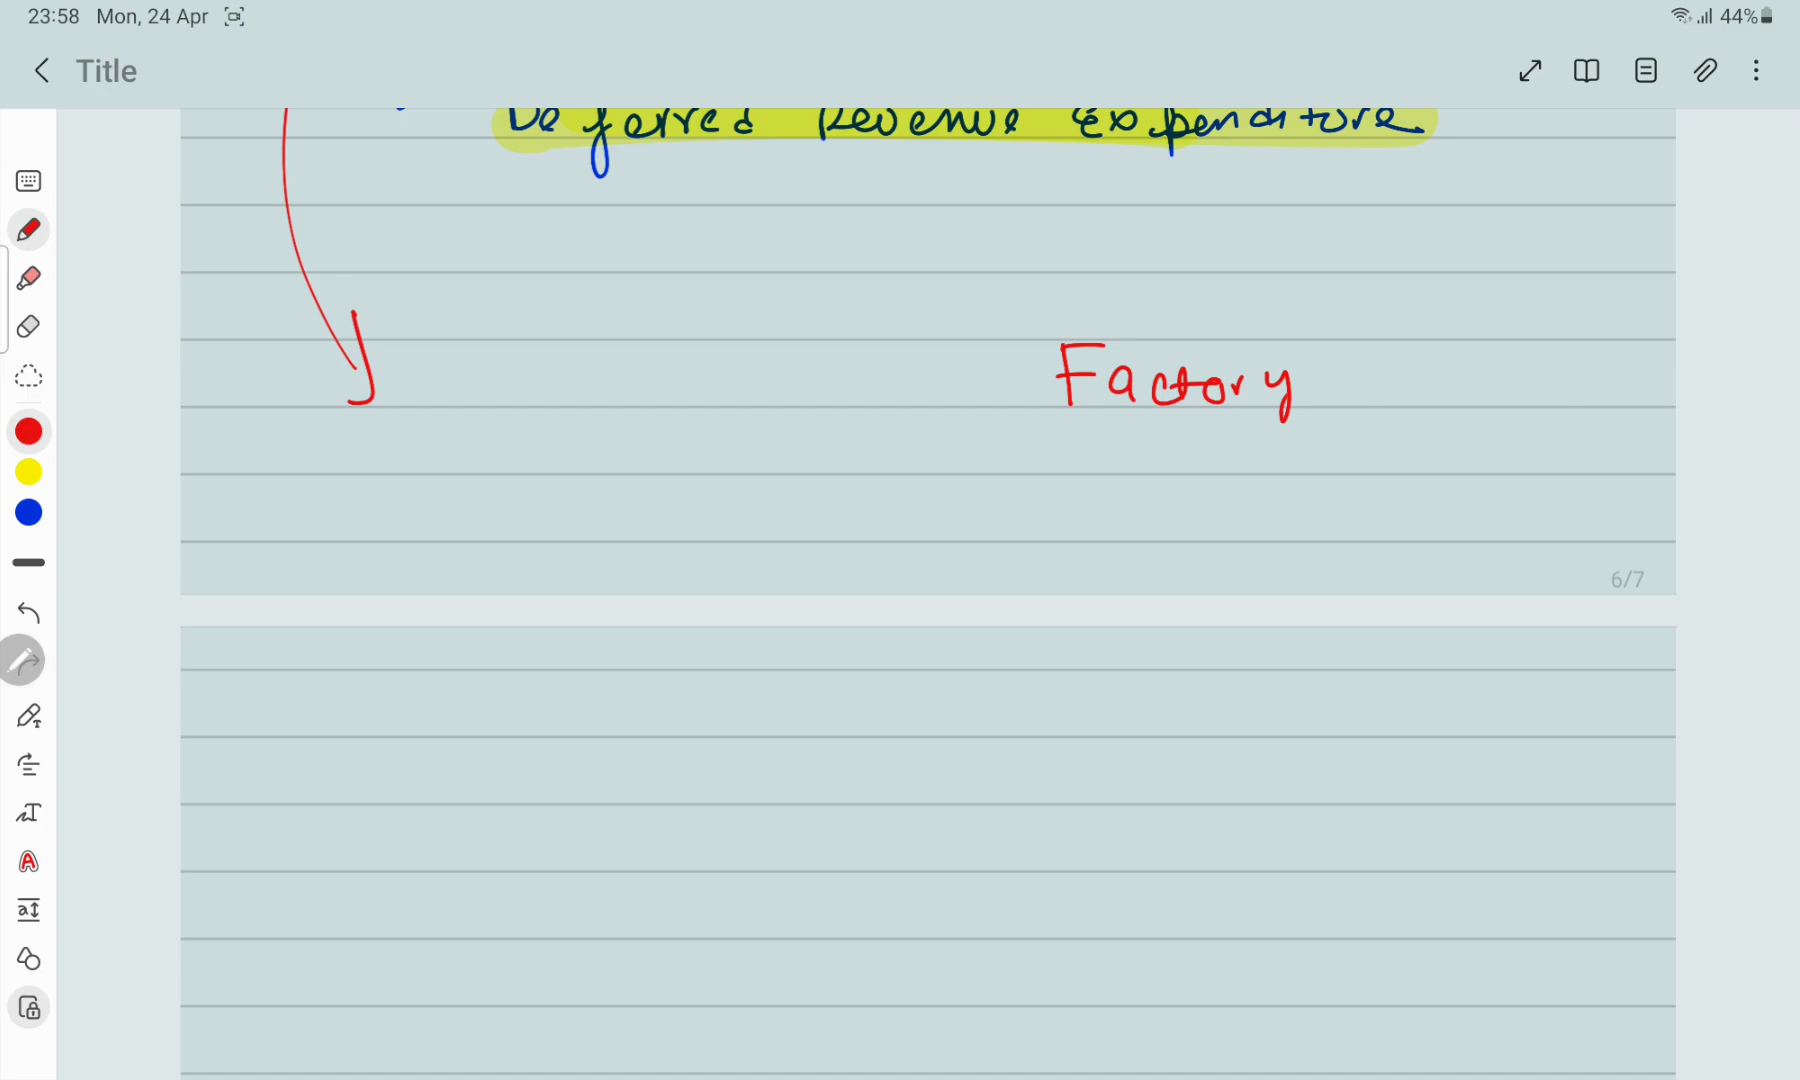 23:58 Mon, 24 Apr 44%
Title
Deferred Revenue Expenditure
Factory
6/7